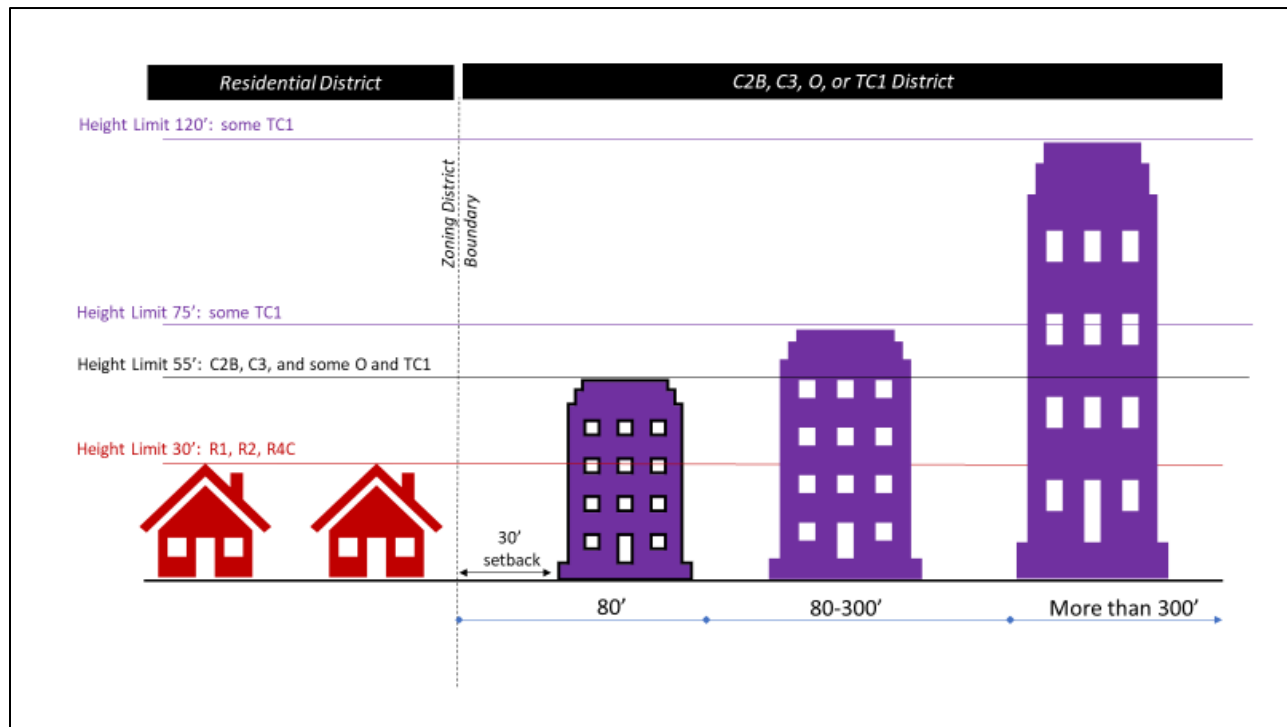 Residential District
C2B, C3, O, or TC1 District
Height Limit 120’: some TC1
Zoning District
Boundary
Height Limit 75’: some TC1
Height Limit 55’: C2B, C3, and some O and TC1
Height Limit 30’: R1, R2, R4C
30’
setback
80’
80-300’
More than 300’